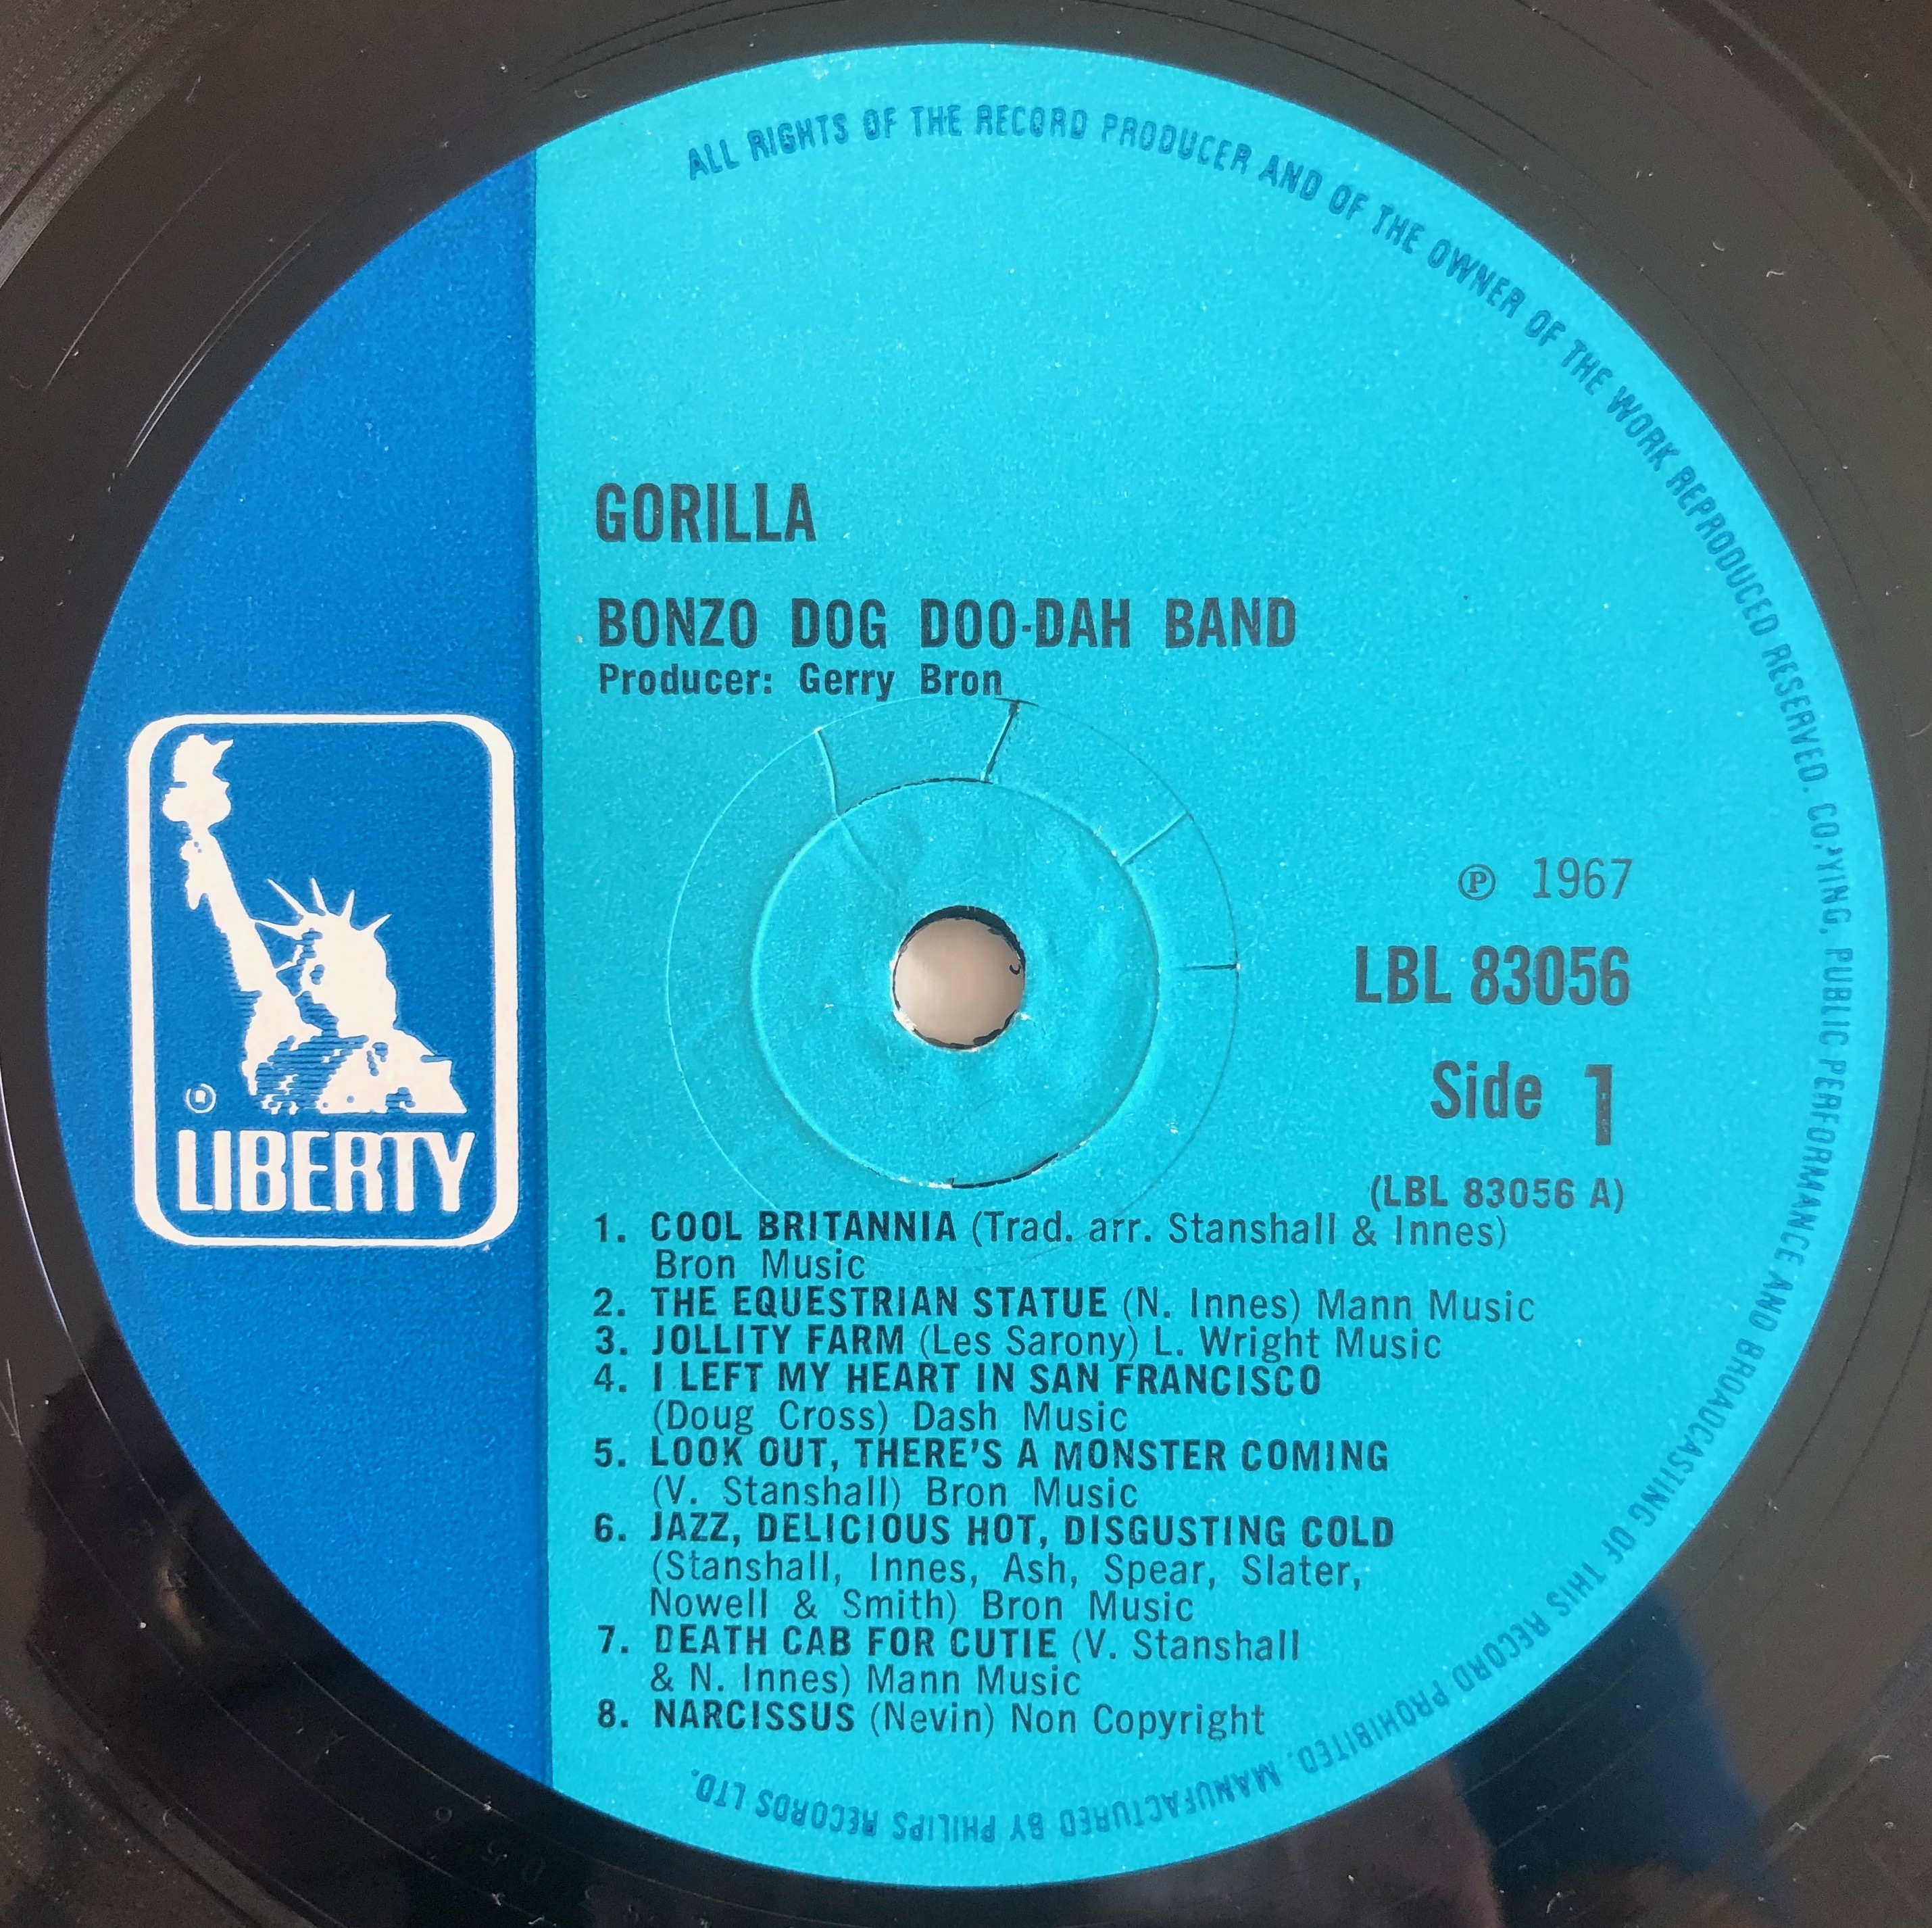 ALL RIGHTS OF THE RECORD PRODUCER AND OF THE OWNER OF THE WORK REPRODUCED RESERVED. COPYING, PUBLIC PERFORMANCE AND BROADCASTING OF THIS RECORD PROHIBITED. MANUFACTURED BY PHILIPS RECORDS LTD.
GORILLA
BONZO DOG DOO-DAH BAND
Producer: Gerry Bron
℗ 1967
LBL 83056
Side 1
(LBL 83056 A)
®
LIBERTY
1. COOL BRITANNIA (Trad. arr. Stanshall & Innes)
Bron Music
2. THE EQUESTRIAN STATUE (N. Innes) Mann Music
3. JOLLITY FARM (Les Sarony) L. Wright Music
4. I LEFT MY HEART IN SAN FRANCISCO
(Doug Cross) Dash Music
5. LOOK OUT, THERE'S A MONSTER COMING
(V. Stanshall) Bron Music
6. JAZZ, DELICIOUS HOT, DISGUSTING COLD
(Stanshall, Innes, Ash, Spear, Slater,
Nowell & Smith) Bron Music
7. DEATH CAB FOR CUTIE (V. Stanshall
& N. Innes) Mann Music
8. NARCISSUS (Nevin) Non Copyright